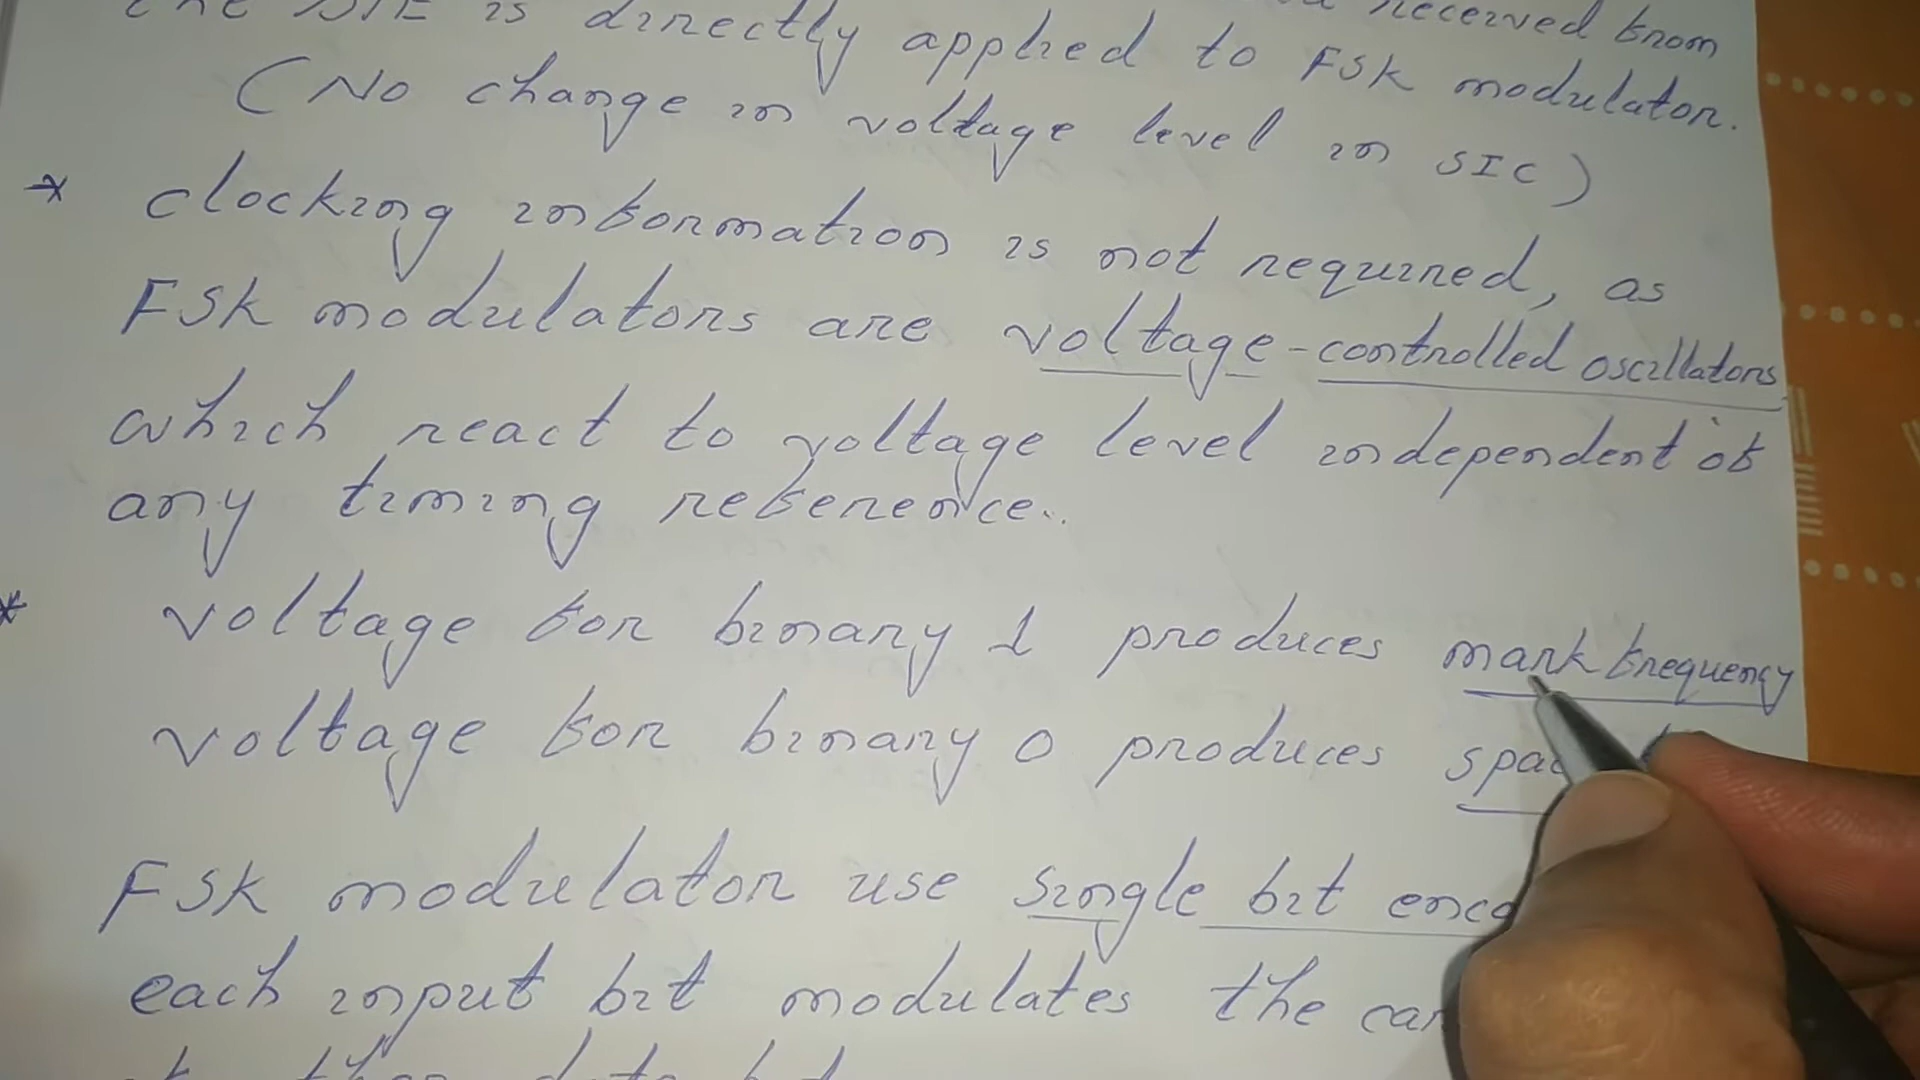 the DTE is directly applied to FSK modulator. received from
(No change in voltage level in SIC)
* clocking information is not required, as
FSK modulators are voltage-controlled oscillators
which react to voltage level independent of
any timing reference..
* voltage for binary 1 produces mark frequency
voltage for binary 0 produces
FSK modulator use single bit
each input bit modulates the